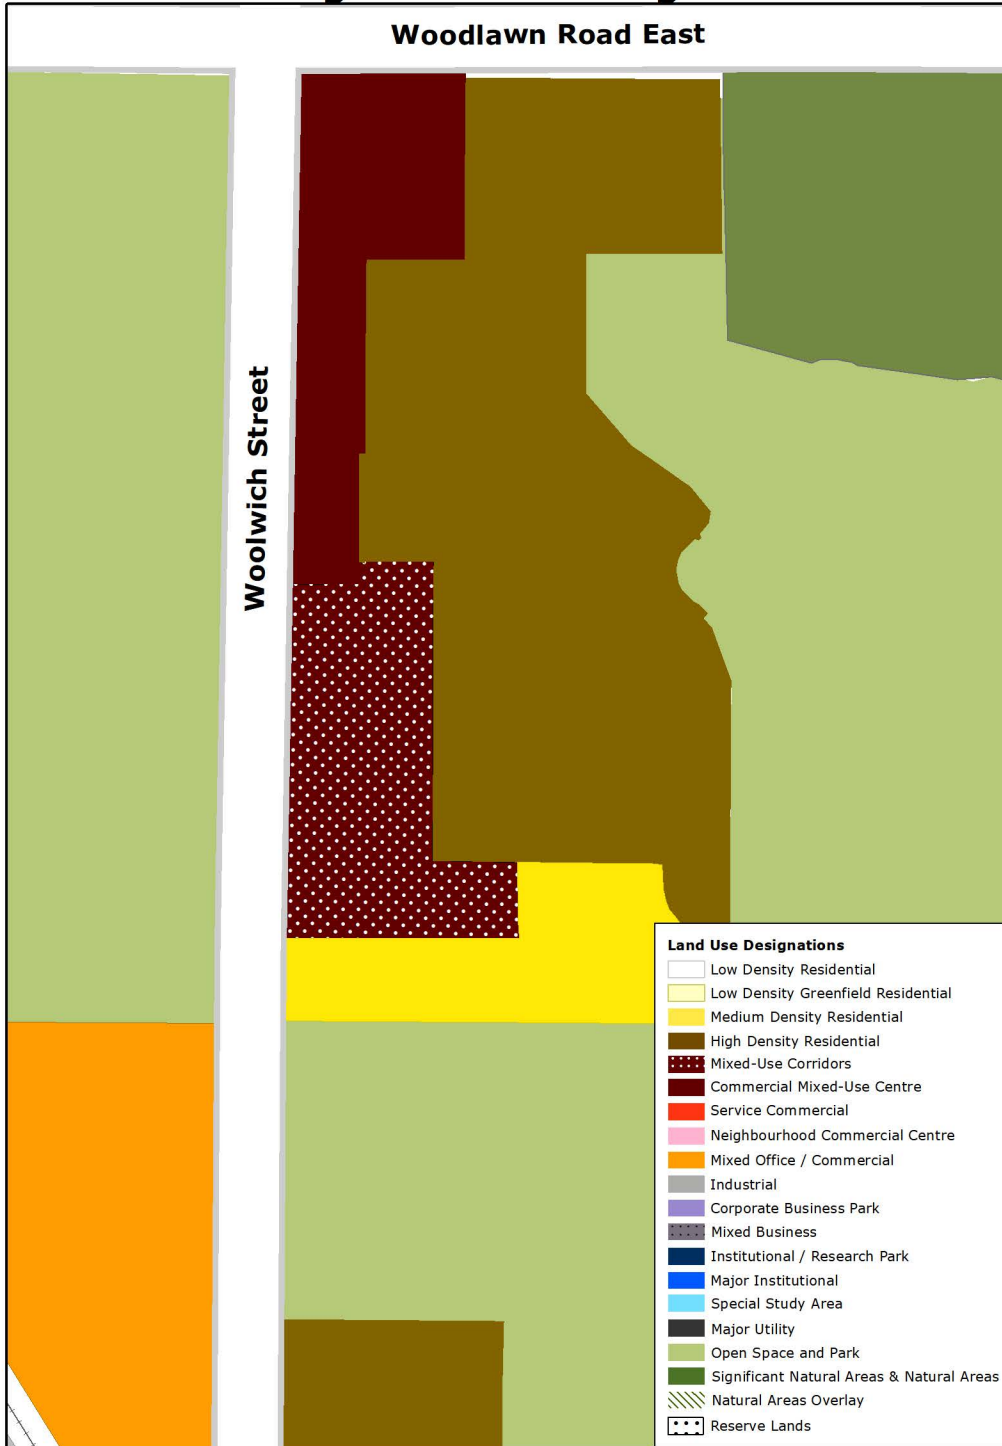 Woodlawn Road East
Woolwich Street
Land Use Designations
Low Density Residential
Low Density Greenfield Residential
Medium Density Residential
High Density Residential
Mixed-Use Corridors
Commercial Mixed-Use Centre
Service Commercial
Neighbourhood Commercial Centre
Mixed Office / Commercial
Industrial
Corporate Business Park
Mixed Business
Institutional / Research Park
Major Institutional
Special Study Area
Major Utility
Open Space and Park
Significant Natural Areas & Natural Areas
Natural Areas Overlay
Reserve Lands